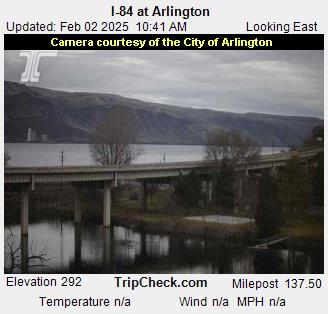 I-84 at Arlington
Updated: Feb 02 2025 10:41 AM Looking East
Camera courtesy of the City of Arlington
Elevation 292 TripCheck.com Milepost 137.50
Temperature n/a Wind n/a MPH n/a